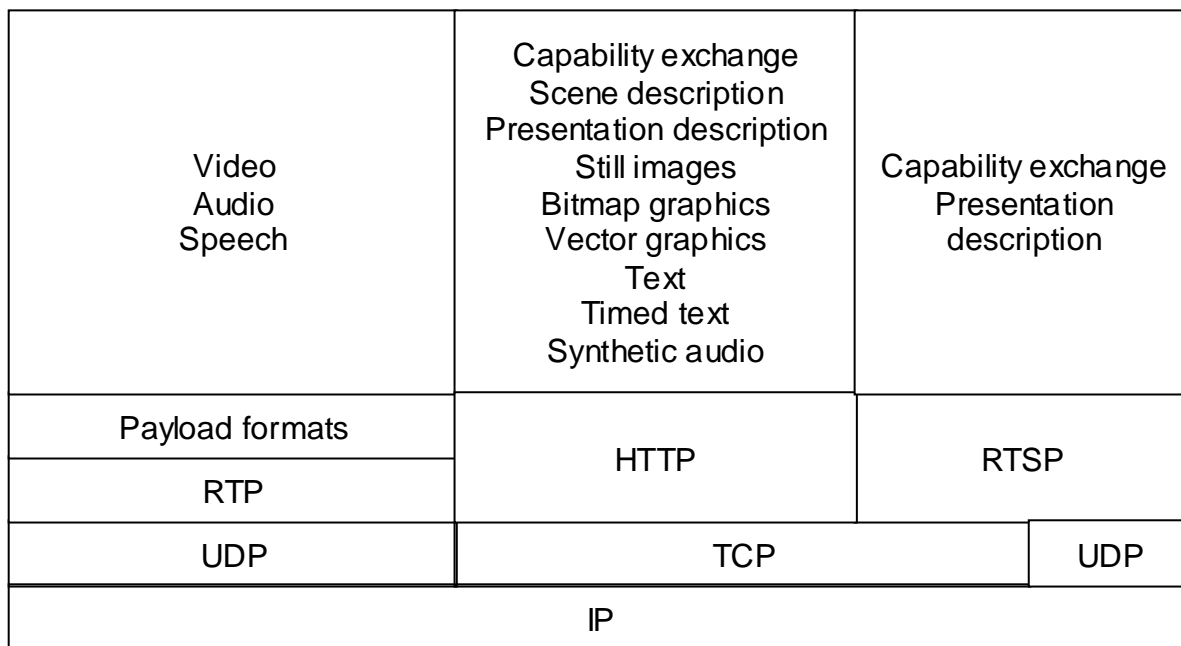 Video
Audio
Speech
Capability exchange
Scene description
Presentation description
Still images
Bitmap graphics
Vector graphics
Text
Timed text
Synthetic audio
Capability exchange
Presentation
description
Payload formats
RTP
HTTP
RTSP
UDP
TCP
UDP
IP